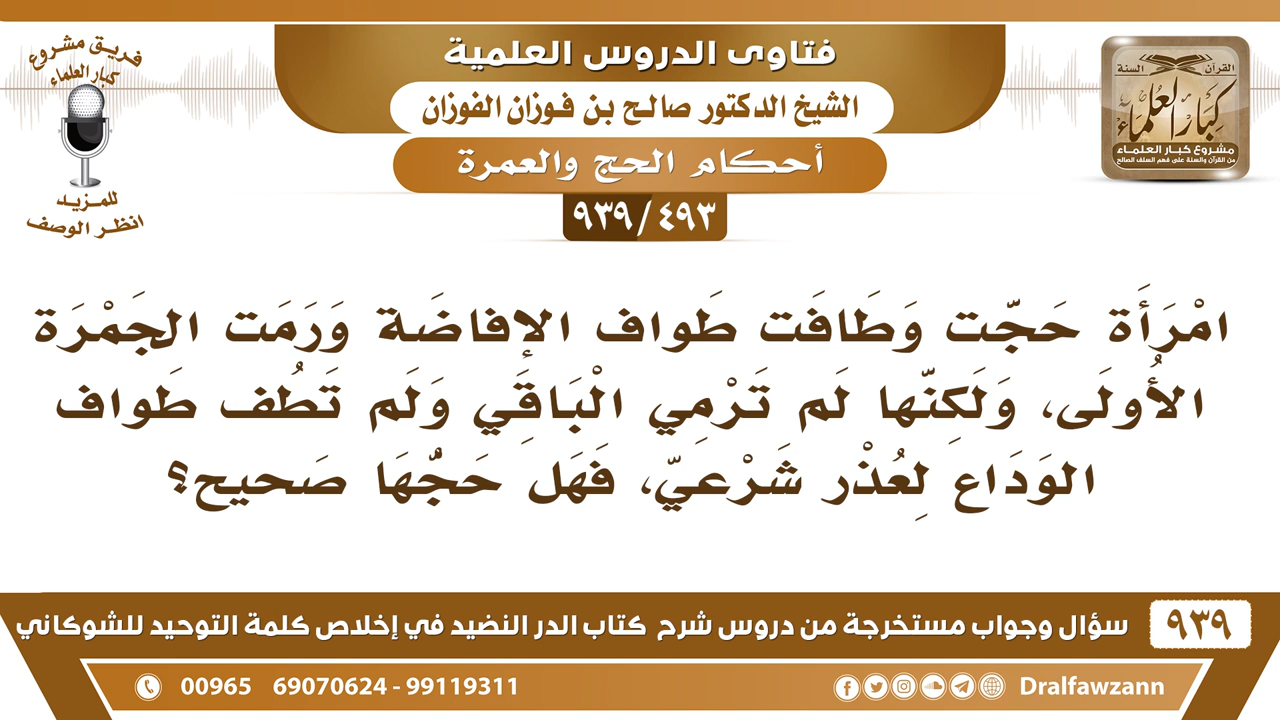 فتاوى الدروس العلمية
الشيخ الدكتور صالح بن فوزان الفوزان
أحكام الحج والعمرة
٤٩٣/٩٣٩
القرآن السنة
كبار العلماء
مشروع كبار العلماء
من القرآن والسنة على فهم السلف الصالح
فريق مشروع
كبار العلماء
للمزيد
انظر الوصف
امْرَأَة حَجّت وَطَافَت طَواف الإفاضَة وَرَمَت الجَمْرَة
الأُولَى، وَلَكِنّها لَم تَرْمِي الْبَاقِي وَلَم تَطُف طَواف
الوَدَاعِ لِعُذْر شَرْعيّ، فَهَل حَجُّهَا صَحيح؟
٩٣٩ سؤال وجواب مستخرجة من دروس شرح كتاب الدر النضيد في إخلاص كلمة التوحيد للشوكاني
00965 69070624 - 99119311
Dralfawzann